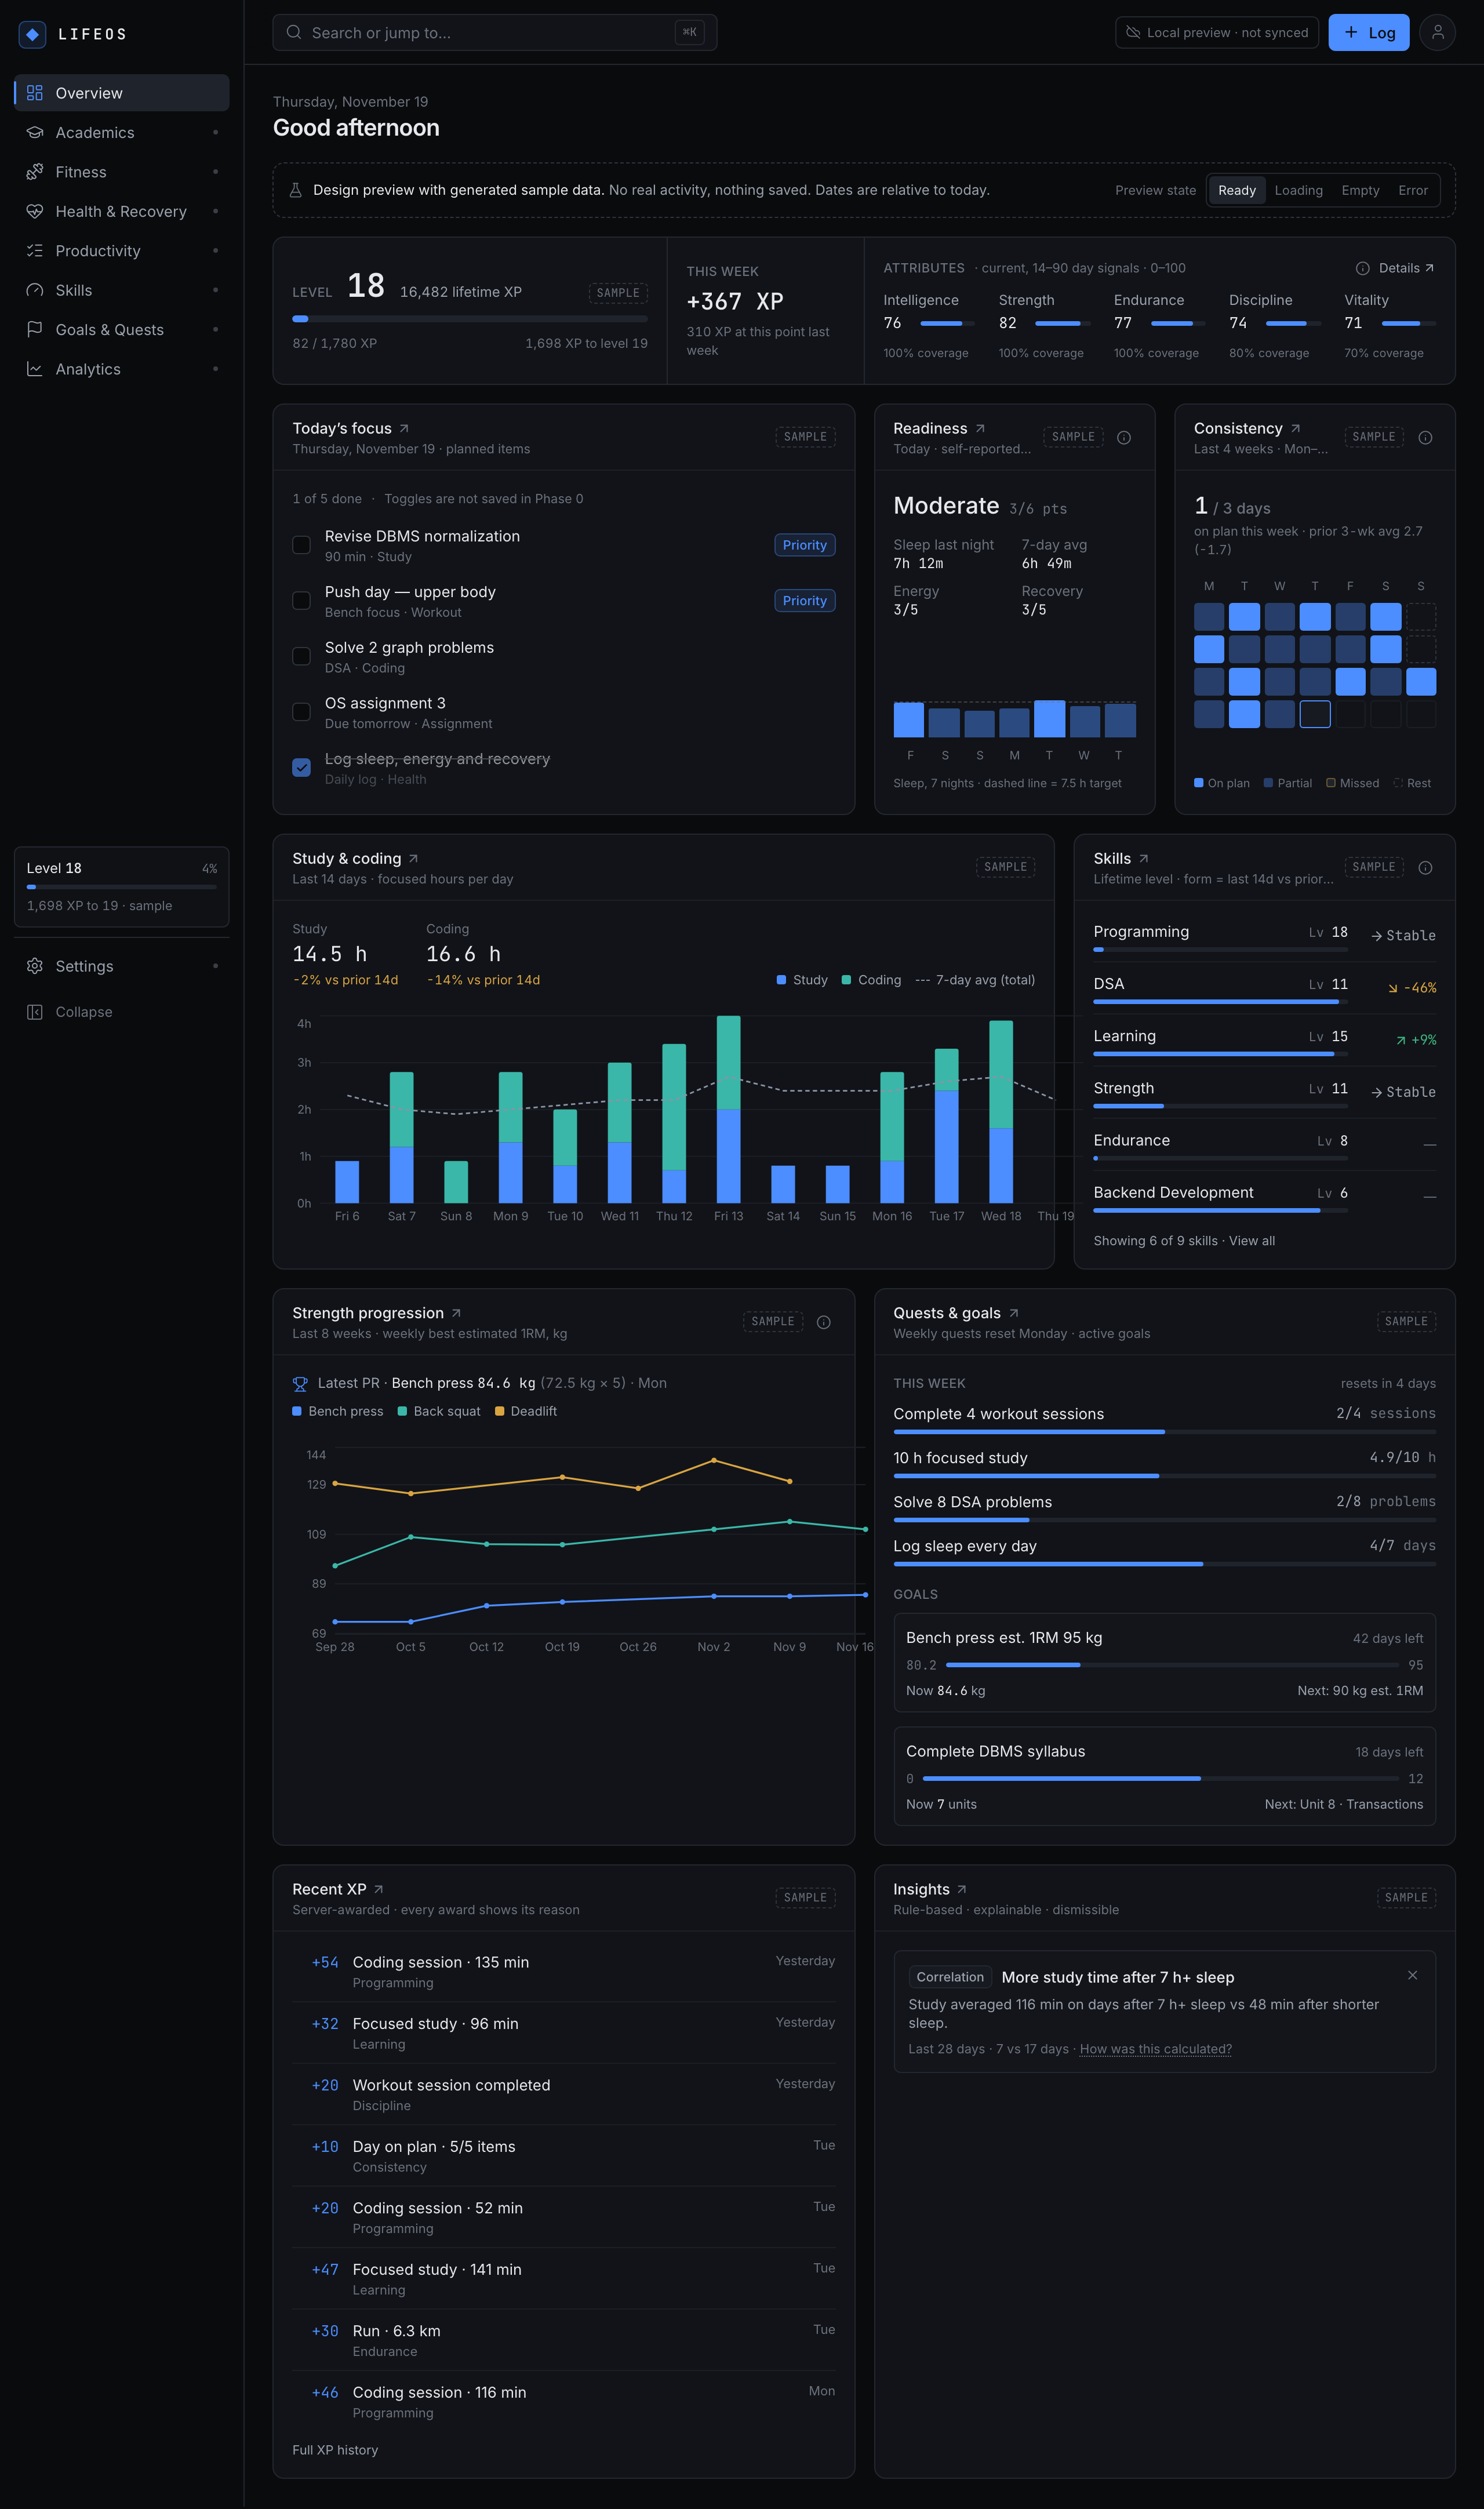 LIFEOS
Search or jump to...
⌘K
Local preview · not synced
+ Log
Overview
Academics
Fitness
Health & Recovery
Productivity
Skills
Goals & Quests
Analytics
Level 18
4%
1,698 XP to 19 · sample
Settings
Collapse
Thursday, November 19
Good afternoon
Design preview with generated sample data. No real activity, nothing saved. Dates are relative to today.
Preview state
Ready
Loading
Empty
Error
LEVEL 18 16,482 lifetime XP
SAMPLE
82 / 1,780 XP
1,698 XP to level 19
THIS WEEK
+367 XP
310 XP at this point last
week
ATTRIBUTES · current, 14–90 day signals · 0–100
Details
Intelligence
76
100% coverage
Strength
82
100% coverage
Endurance
77
100% coverage
Discipline
74
80% coverage
Vitality
71
70% coverage
Today's focus
Thursday, November 19 · planned items
SAMPLE
1 of 5 done · Toggles are not saved in Phase 0
Revise DBMS normalization
90 min · Study
Priority
Push day — upper body
Bench focus · Workout
Priority
Solve 2 graph problems
DSA · Coding
OS assignment 3
Due tomorrow · Assignment
Log sleep, energy and recovery
Daily log · Health
Readiness
Today · self-reported...
SAMPLE
Moderate 3/6 pts
Sleep last night
7h 12m
7-day avg
6h 49m
Energy
3/5
Recovery
3/5
F S S M T W T
Sleep, 7 nights · dashed line = 7.5 h target
Consistency
Last 4 weeks · Mon–...
SAMPLE
1 / 3 days
on plan this week · prior 3-wk avg 2.7
(-1.7)
M T W T F S S
On plan Partial Missed Rest
Study & coding
Last 14 days · focused hours per day
SAMPLE
Study
14.5 h
-2% vs prior 14d
Coding
16.6 h
-14% vs prior 14d
Study Coding --- 7-day avg (total)
4h
3h
2h
1h
0h
Fri 6 Sat 7 Sun 8 Mon 9 Tue 10 Wed 11 Thu 12 Fri 13 Sat 14 Sun 15 Mon 16 Tue 17 Wed 18 Thu 19
Skills
Lifetime level · form = last 14d vs prior...
SAMPLE
Programming Lv 18 → Stable
DSA Lv 11 ↘ -46%
Learning Lv 15 ↗ +9%
Strength Lv 11 → Stable
Endurance Lv 8 —
Backend Development Lv 6 —
Showing 6 of 9 skills · View all
Strength progression
Last 8 weeks · weekly best estimated 1RM, kg
SAMPLE
Latest PR · Bench press 84.6 kg (72.5 kg × 5) · Mon
Bench press Back squat Deadlift
144
129
109
89
69
Sep 28 Oct 5 Oct 12 Oct 19 Oct 26 Nov 2 Nov 9 Nov 16
Quests & goals
Weekly quests reset Monday · active goals
SAMPLE
THIS WEEK
resets in 4 days
Complete 4 workout sessions 2/4 sessions
10 h focused study 4.9/10 h
Solve 8 DSA problems 2/8 problems
Log sleep every day 4/7 days
GOALS
Bench press est. 1RM 95 kg 42 days left
80.2 95
Now 84.6 kg Next: 90 kg est. 1RM
Complete DBMS syllabus 18 days left
0 12
Now 7 units Next: Unit 8 · Transactions
Recent XP
Server-awarded · every award shows its reason
SAMPLE
+54 Coding session · 135 min Yesterday
Programming
+32 Focused study · 96 min Yesterday
Learning
+20 Workout session completed Yesterday
Discipline
+10 Day on plan · 5/5 items Tue
Consistency
+20 Coding session · 52 min Tue
Programming
+47 Focused study · 141 min Tue
Learning
+30 Run · 6.3 km Tue
Endurance
+46 Coding session · 116 min Mon
Programming
Full XP history
Insights
Rule-based · explainable · dismissible
SAMPLE
Correlation More study time after 7 h+ sleep
Study averaged 116 min on days after 7 h+ sleep vs 48 min after shorter
sleep.
Last 28 days · 7 vs 17 days · How was this calculated?